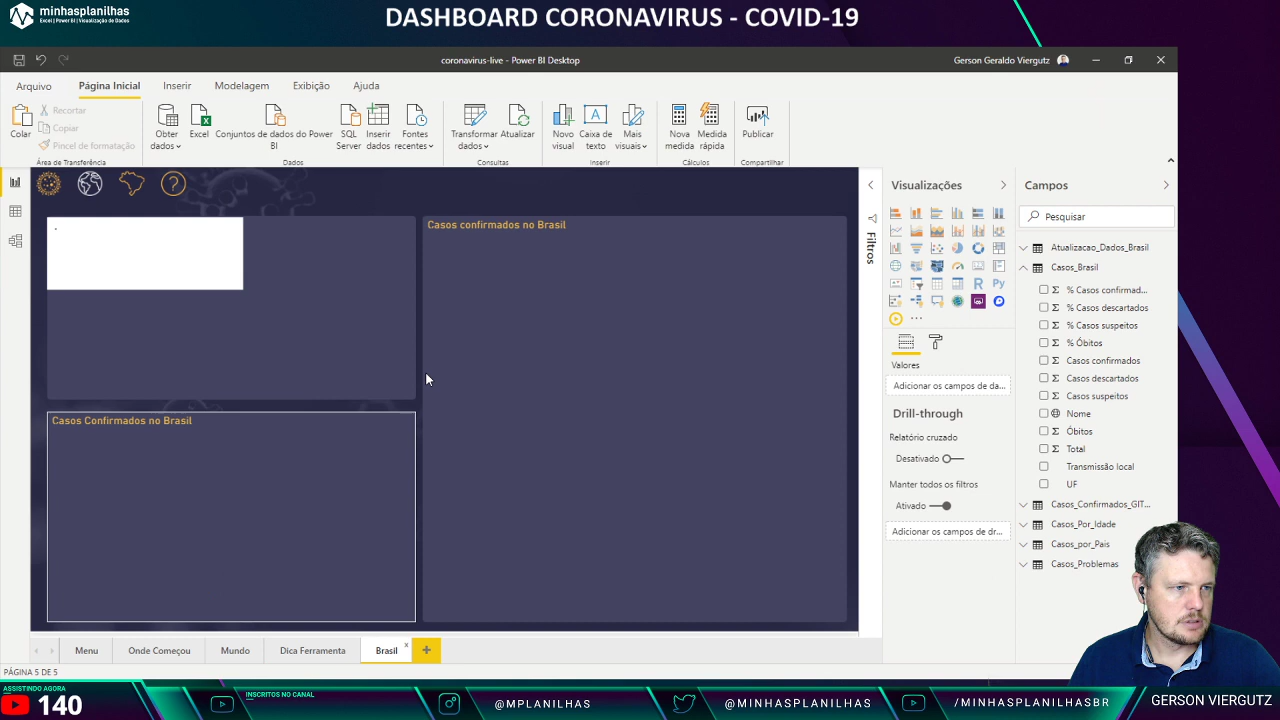 minhasplanilhas
Excel | Power BI | Visualização de Dados
DASHBOARD CORONAVIRUS - COVID-19
coronavirus-live - Power BI Desktop
Gerson Geraldo Viergutz
Arquivo
Página Inicial
Inserir
Modelagem
Exibição
Ajuda
Colar
Recortar
Copiar
Pincel de formatação
Área de Transferência
Obter dados
Excel
Conjuntos de dados do Power BI
SQL Server
Inserir dados
Fontes recentes
Dados
Transformar dados
Atualizar
Consultas
Novo visual
Caixa de texto
Mais visuais
Inserir
Nova medida
Medida rápida
Cálculos
Publicar
Compartilhar
Casos confirmados no Brasil
Casos Confirmados no Brasil
Filtros
Visualizações
R
Py
Valores
Adicionar os campos de da...
Drill-through
Relatório cruzado
Desativado
Manter todos os filtros
Ativado
Adicionar os campos de dr...
Campos
Pesquisar
Atualizacao_Dados_Brasil
Casos_Brasil
% Casos confirmad...
% Casos descartados
% Casos suspeitos
% Óbitos
Casos confirmados
Casos descartados
Casos suspeitos
Nome
Óbitos
Total
Transmissão local
UF
Casos_Confirmados_GIT...
Casos_Por_Idade
Casos_por_Pais
Casos_Problemas
Menu
Onde Começou
Mundo
Dica Ferramenta
Brasil
PÁGINA 5 DE 5
ASSISTINDO AGORA
140
INSCRITOS NO CANAL
@MPLANILHAS
@MINHASPLANILHAS
/MINHASPLANILHASBR
GERSON VIERGUTZ